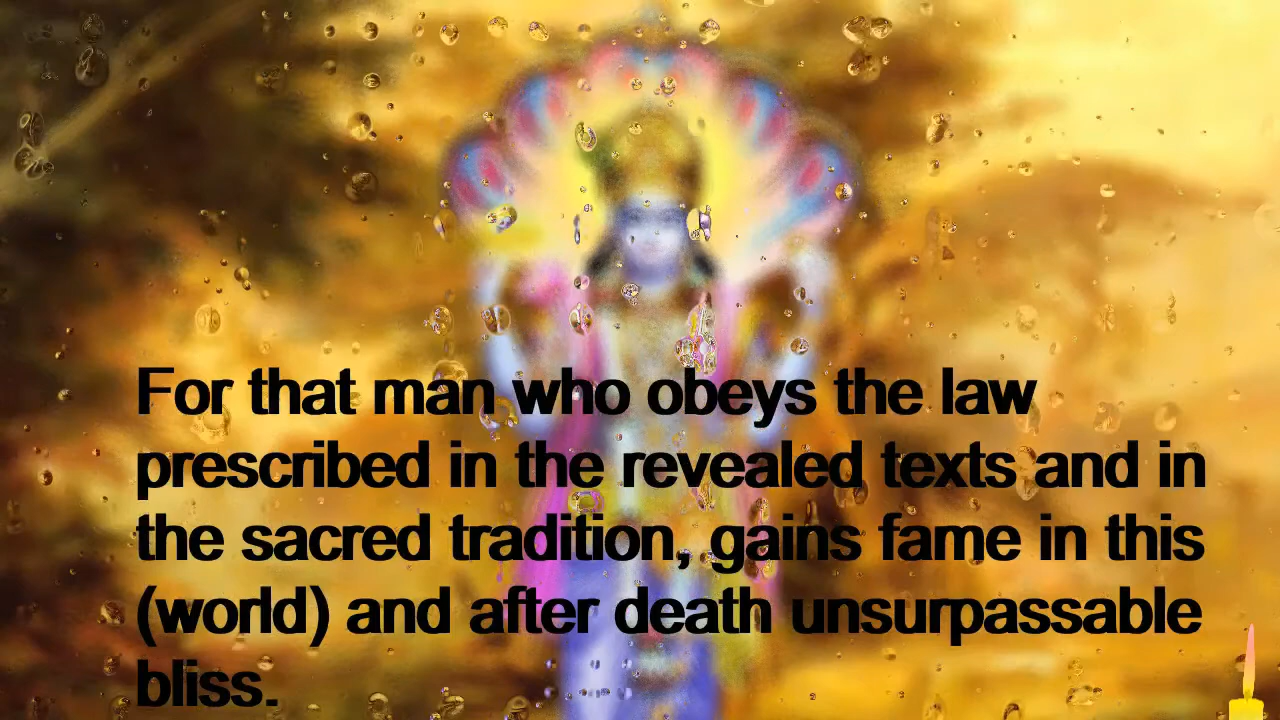 For that man who obeys the law
prescribed in the revealed texts and in
the sacred tradition, gains fame in this
(world) and after death unsurpassable
bliss.